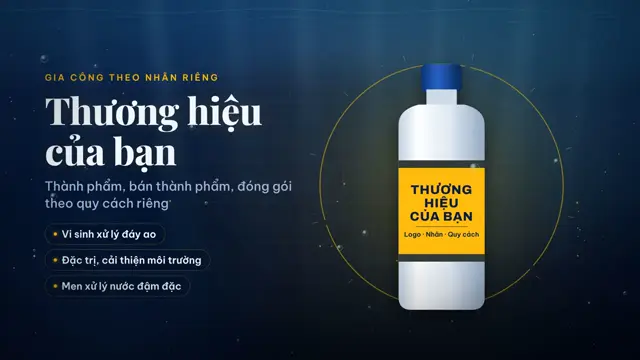 GIA CÔNG THEO NHÃN RIÊNG
Thương hiệu
của bạn
Thành phẩm, bán thành phẩm, đóng gói
theo quy cách riêng
Vi sinh xử lý đáy ao
Đặc trị, cải thiện môi trường
Men xử lý nước đậm đặc
THƯƠNG
HIỆU
CỦA BẠN
Logo · Nhãn · Quy cách